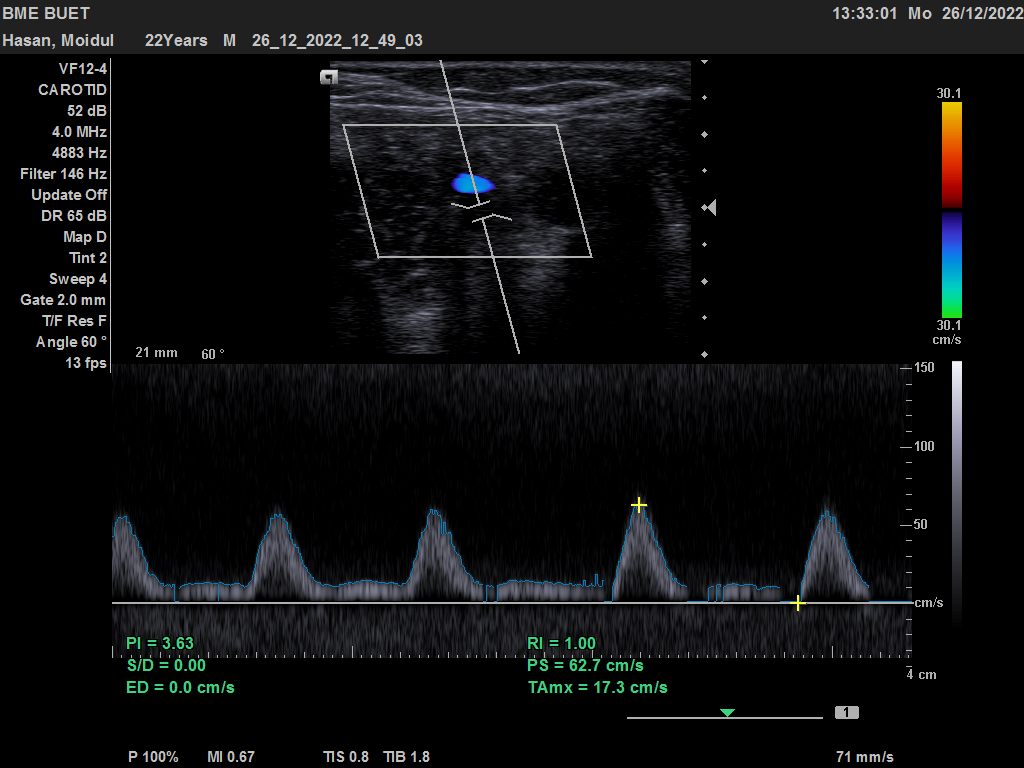 BME BUET 13:33:01 Mo 26/12/2022
Hasan, Moidul 22Years M 26_12_2022_12_49_03
VF12-4
CAROTID
52 dB
4.0 MHz
4883 Hz
Filter 146 Hz
Update Off
DR 65 dB
Map D
Tint 2
Sweep 4
Gate 2.0 mm
T/F Res F
Angle 60 °
13 fps
21 mm 60 °
30.1
30.1
cm/s
150
100
50
cm/s
4 cm
PI = 3.63
S/D = 0.00
ED = 0.0 cm/s
RI = 1.00
PS = 62.7 cm/s
TAmx = 17.3 cm/s
1
P 100% MI 0.67 TIS 0.8 TIB 1.8 71 mm/s